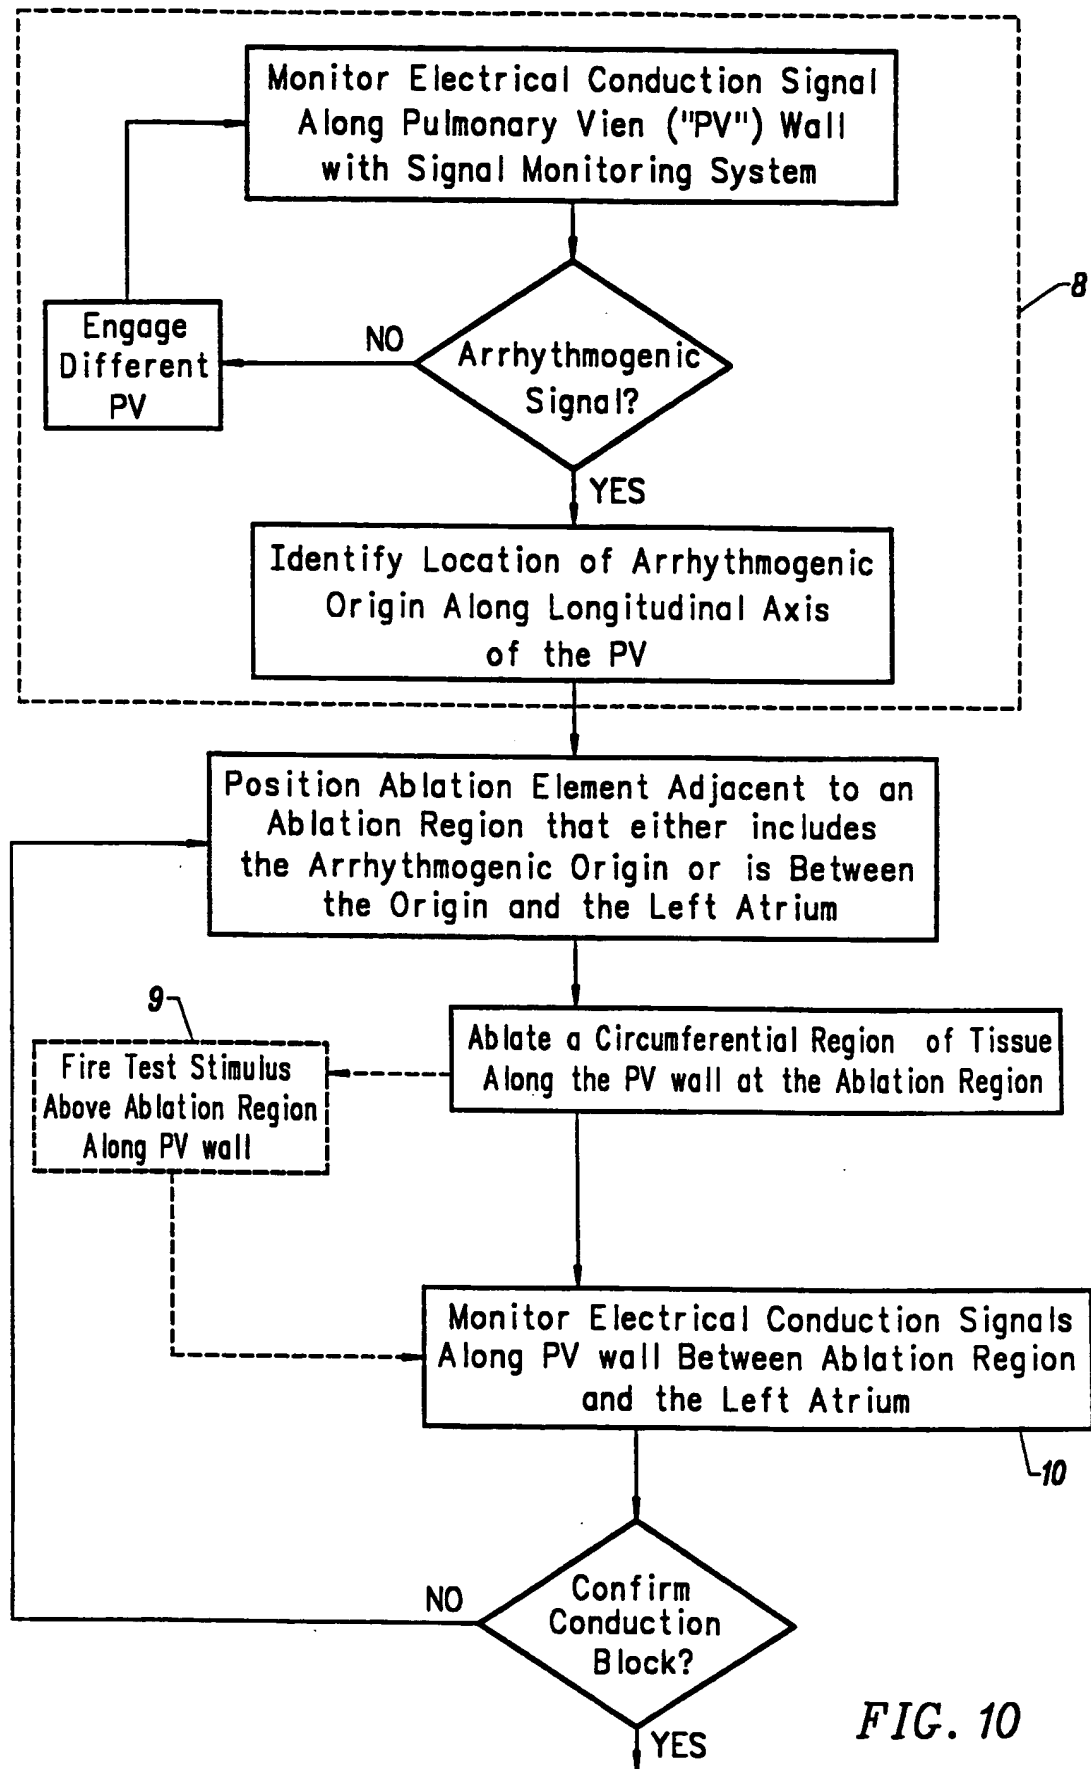 Monitor Electrical Conduction Signal
Along Pulmonary Vien ("PV") Wall
with Signal Monitoring System
8
Engage
Different
PV
NO
Arrhythmogenic
Signal?
YES
Identify Location of Arrhythmogenic
Origin Along Longitudinal Axis
of the PV
Position Ablation Element Adjacent to an
Ablation Region that either includes
the Arrhythmogenic Origin or is Between
the Origin and the Left Atrium
9
Fire Test Stimulus
Above Ablation Region
Along PV wall
Ablate a Circumferential Region of Tissue
Along the PV wall at the Ablation Region
Monitor Electrical Conduction Signals
Along PV wall Between Ablation Region
and the Left Atrium
10
NO
Confirm
Conduction
Block?
YES
FIG. 10